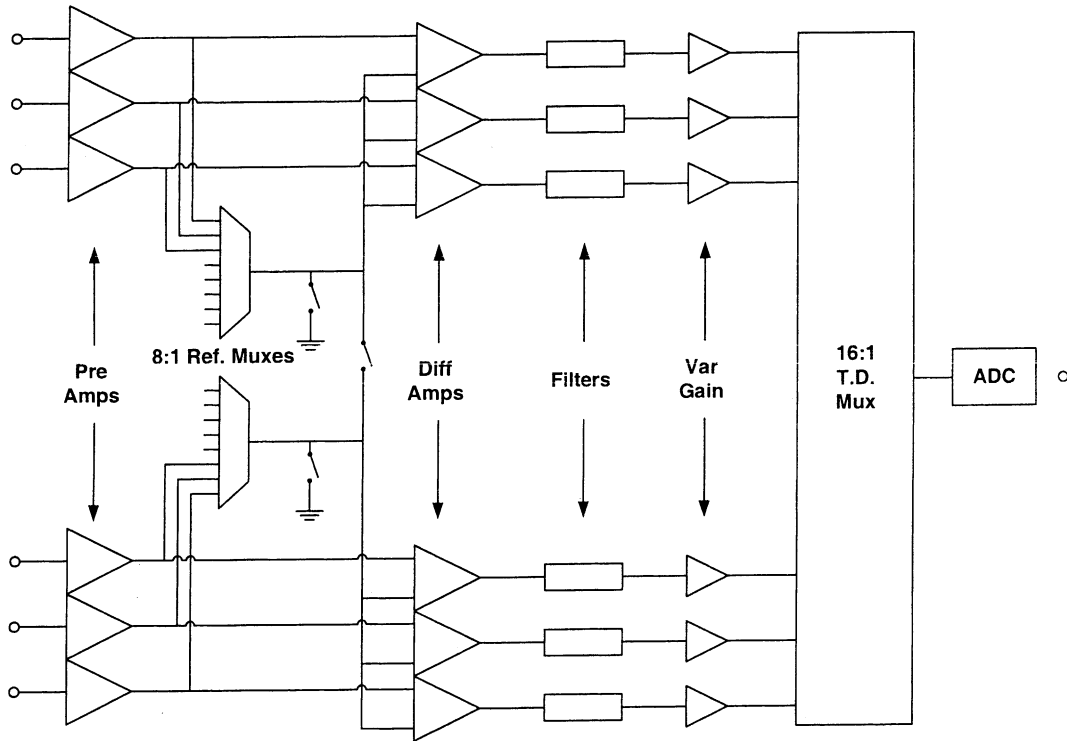 8:1 Ref. Muxes
Pre
Amps
Diff
Amps
Filters
Var
Gain
16:1
T.D.
Mux
ADC